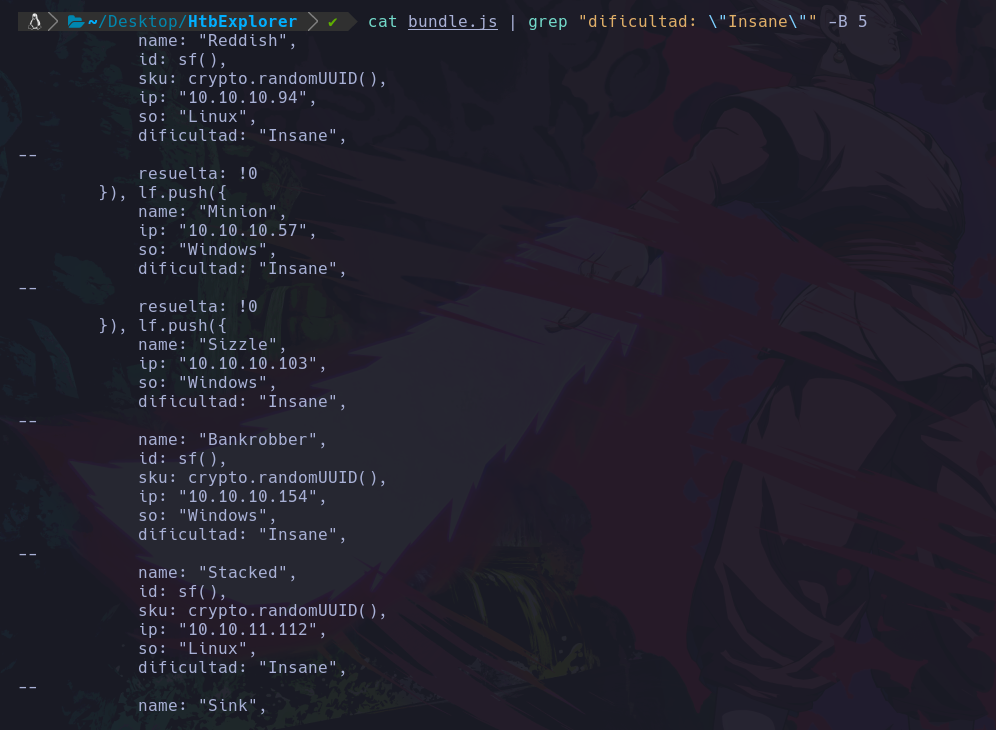 ~/Desktop/HtbExplorer ✔ cat bundle.js | grep "dificultad: \"Insane\"" -B 5
name: "Reddish",
id: sf(),
sku: crypto.randomUUID(),
ip: "10.10.10.94",
so: "Linux",
dificultad: "Insane",
--
resuelta: !0
}), lf.push({
name: "Minion",
ip: "10.10.10.57",
so: "Windows",
dificultad: "Insane",
--
resuelta: !0
}), lf.push({
name: "Sizzle",
ip: "10.10.10.103",
so: "Windows",
dificultad: "Insane",
--
name: "Bankrobber",
id: sf(),
sku: crypto.randomUUID(),
ip: "10.10.10.154",
so: "Windows",
dificultad: "Insane",
--
name: "Stacked",
id: sf(),
sku: crypto.randomUUID(),
ip: "10.10.11.112",
so: "Linux",
dificultad: "Insane",
--
name: "Sink",